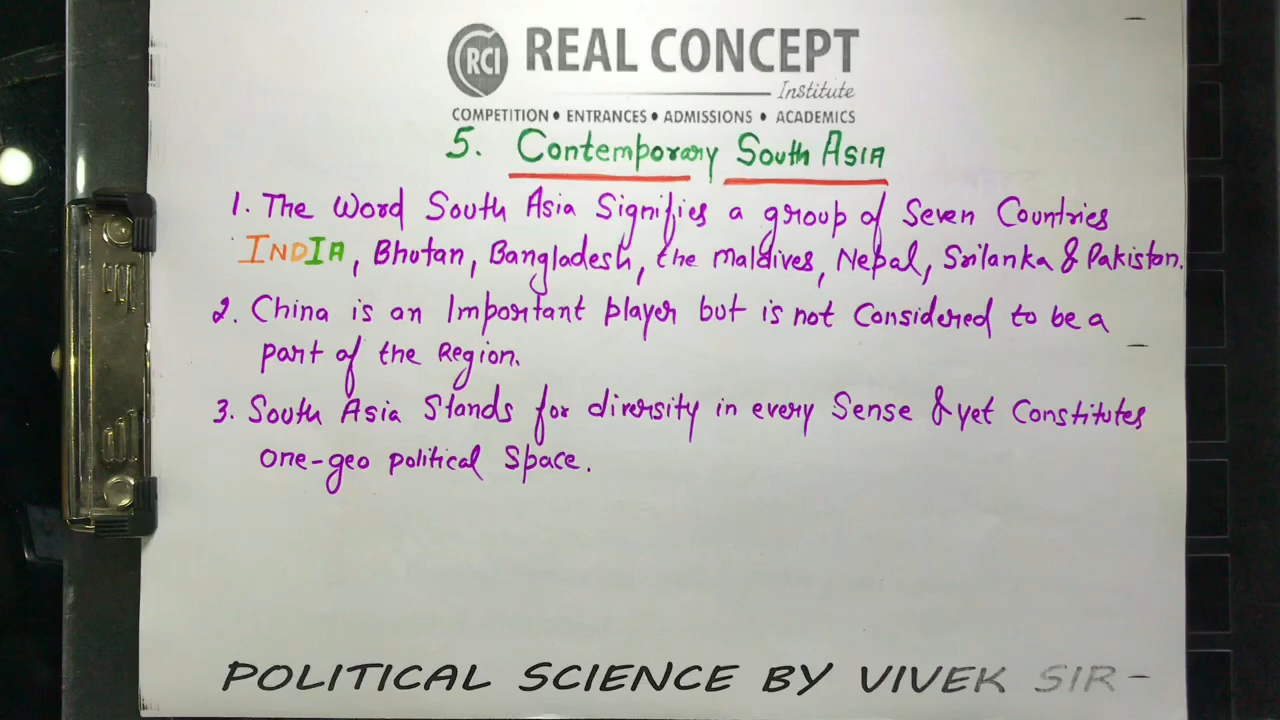 RCI REAL CONCEPT
Institute
COMPETITION • ENTRANCES • ADMISSIONS • ACADEMICS
5. Contemporary South ASIA
1. The Word South Asia Signifies a group of Seven Countries
INDIA, Bhutan, Bangladesh, the maldives, Nepal, Srilanka & Pakistan.
2. China is an Important player but is not Considered to be a
part of the Region.
3. South Asia Stands for diversity in every Sense & yet Constitutes
one-geo political Space.
POLITICAL SCIENCE BY VIVEK SIR -